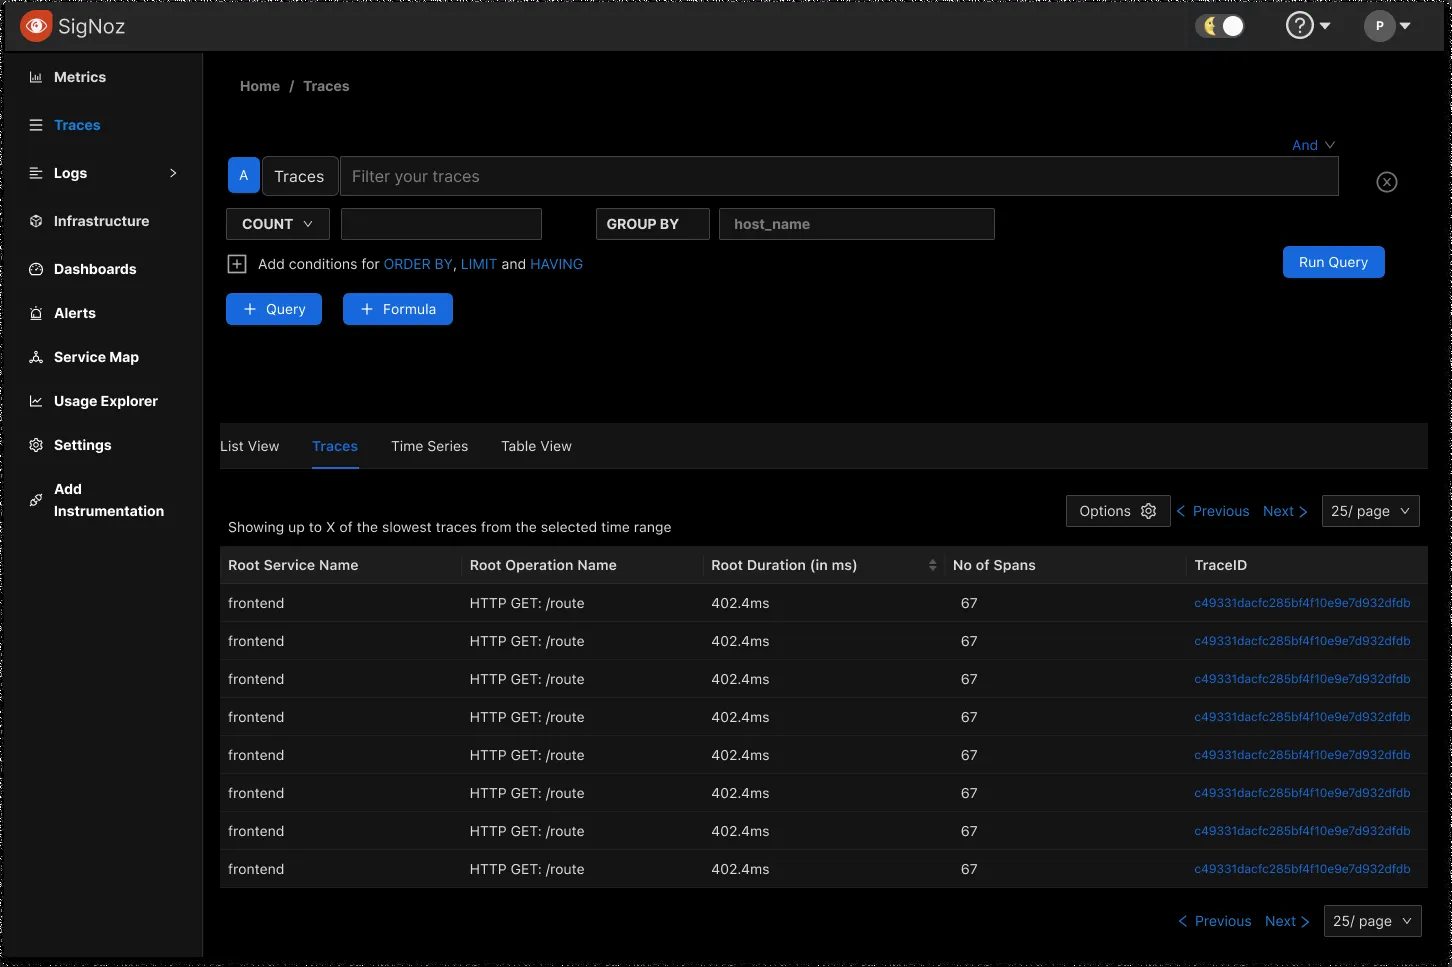 SigNoz
P
Metrics
Traces
Logs
Infrastructure
Dashboards
Alerts
Service Map
Usage Explorer
Settings
Add
Instrumentation
Home / Traces
And
A Traces Filter your traces
COUNT GROUP BY host_name
Add conditions for ORDER BY, LIMIT and HAVING
Run Query
+ Query + Formula
List View Traces Time Series Table View
Options Previous Next 25/ page
Showing up to X of the slowest traces from the selected time range
Root Service Name Root Operation Name Root Duration (in ms) No of Spans TraceID
frontend HTTP GET: /route 402.4ms 67 c49331dacfc285bf4f10e9e7d932dfdb
frontend HTTP GET: /route 402.4ms 67 c49331dacfc285bf4f10e9e7d932dfdb
frontend HTTP GET: /route 402.4ms 67 c49331dacfc285bf4f10e9e7d932dfdb
frontend HTTP GET: /route 402.4ms 67 c49331dacfc285bf4f10e9e7d932dfdb
frontend HTTP GET: /route 402.4ms 67 c49331dacfc285bf4f10e9e7d932dfdb
frontend HTTP GET: /route 402.4ms 67 c49331dacfc285bf4f10e9e7d932dfdb
frontend HTTP GET: /route 402.4ms 67 c49331dacfc285bf4f10e9e7d932dfdb
frontend HTTP GET: /route 402.4ms 67 c49331dacfc285bf4f10e9e7d932dfdb
Previous Next 25/ page